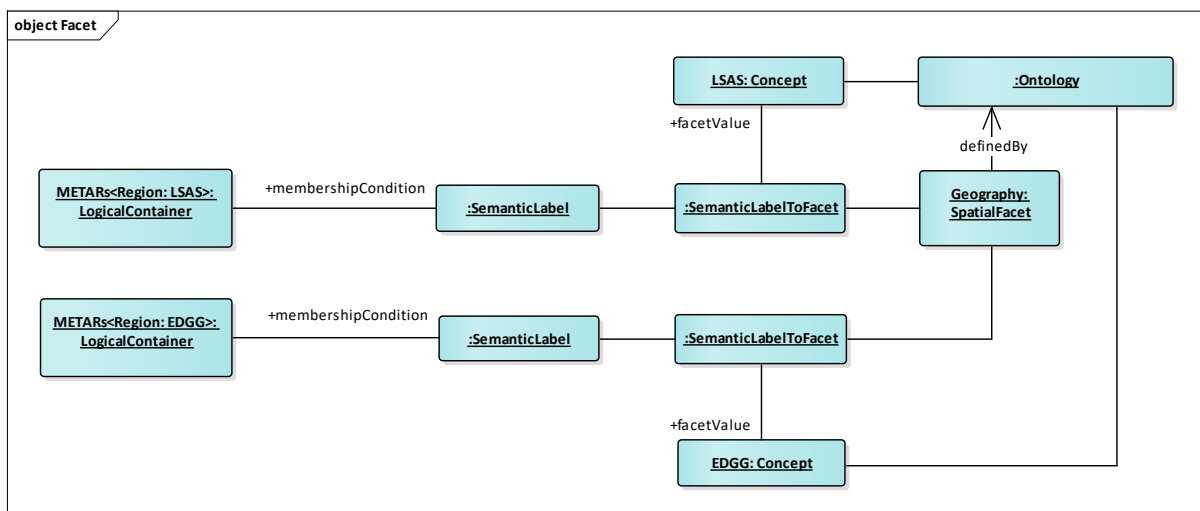 object Facet
LSAS: Concept
:Ontology
+facetValue
definedBy
METARs<Region: LSAS>:
LogicalContainer
+membershipCondition
:SemanticLabel
:SemanticLabelToFacet
Geography:
SpatialFacet
METARs<Region: EDGG>:
LogicalContainer
+membershipCondition
:SemanticLabel
:SemanticLabelToFacet
+facetValue
EDGG: Concept